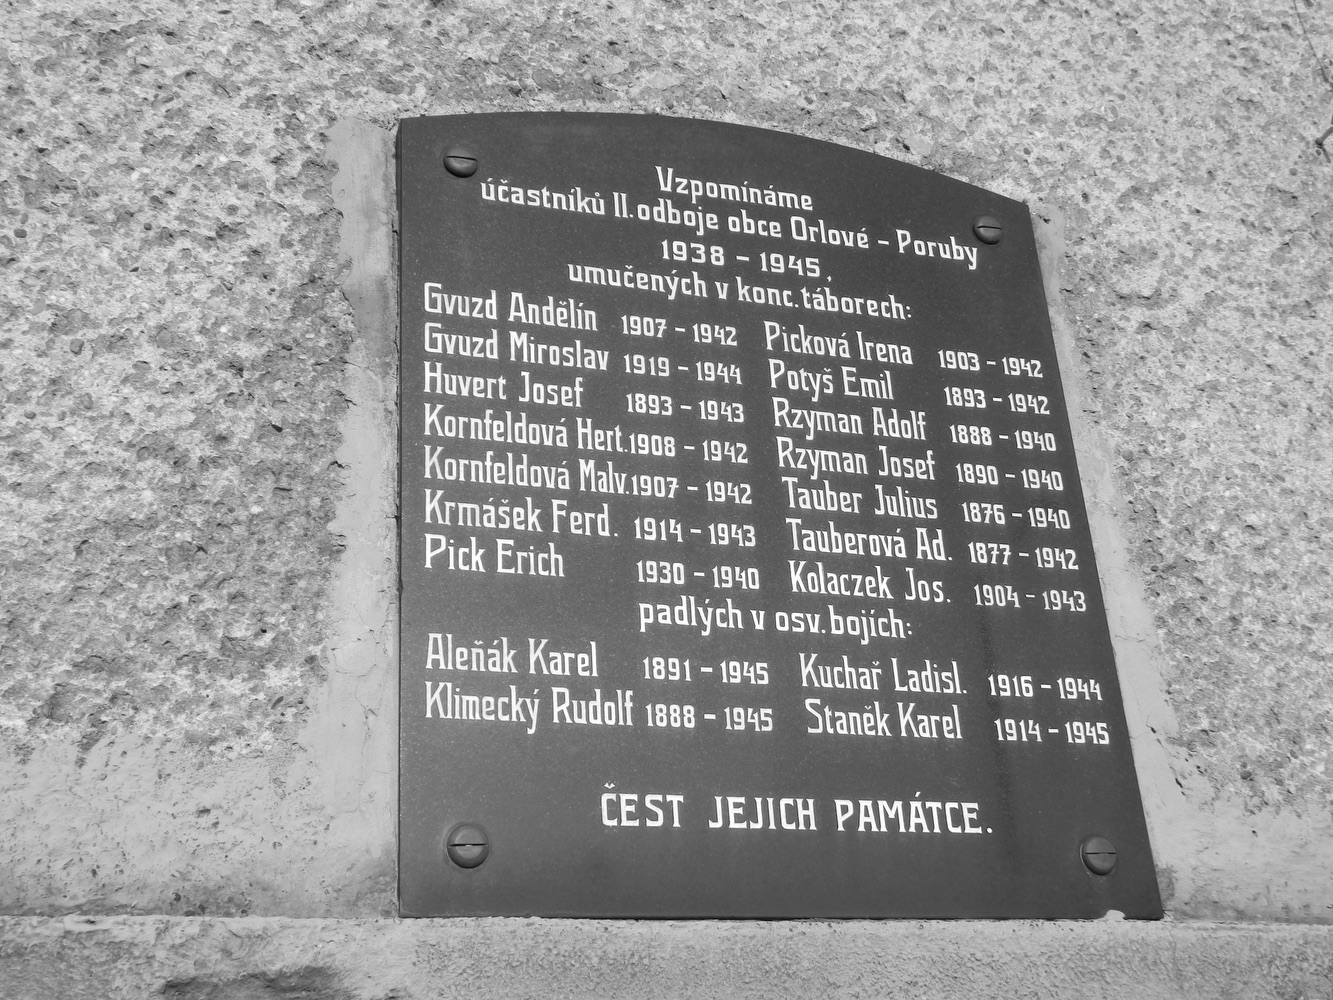 Vzpomínáme
účastníků II.odboje obce Orlové - Poruby
1938 - 1945,
umučených v konc.táborech:
Gvuzd Andělín 1907 - 1942 Picková Irena 1903 - 1942
Gvuzd Miroslav 1919 - 1944 Potyš Emil 1893 - 1942
Huvert Josef 1893 - 1943 Rzyman Adolf 1888 - 1940
Kornfeldová Hert. 1908 - 1942 Rzyman Josef 1890 - 1940
Kornfeldová Malv. 1907 - 1942 Tauber Julius 1876 - 1940
Krmášek Ferd. 1914 - 1943 Tauberová Ad. 1877 - 1942
Pick Erich 1930 - 1940 Kolaczek Jos. 1904 - 1943
padlých v osv.bojích:
Aleňák Karel 1891 - 1945 Kuchař Ladisl. 1916 - 1944
Klimecký Rudolf 1888 - 1945 Staněk Karel 1914 - 1945
ČEST JEJICH PAMÁTCE.